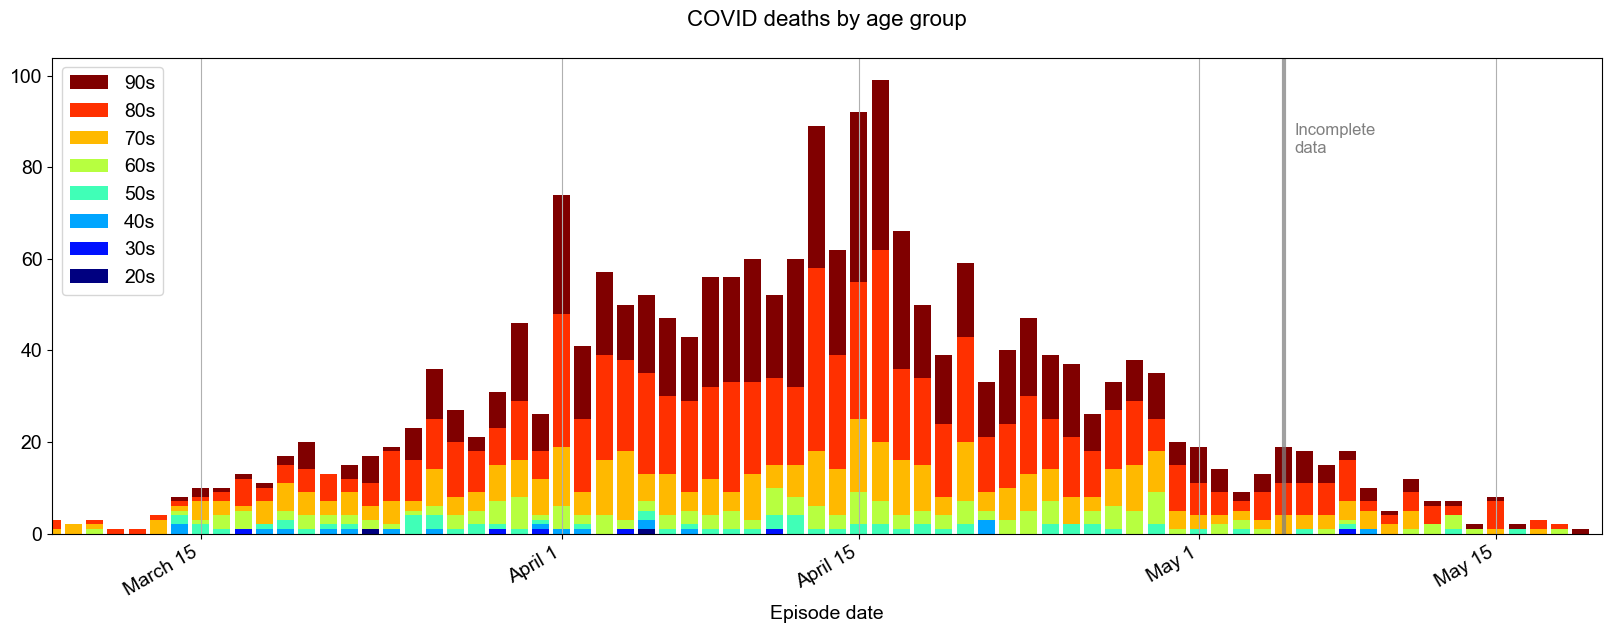 COVID deaths by age group
100
80
60
40
20
0
90s
80s
70s
60s
50s
40s
30s
20s
Incomplete
data
March 15
April 1
April 15
May 1
May 15
Episode date